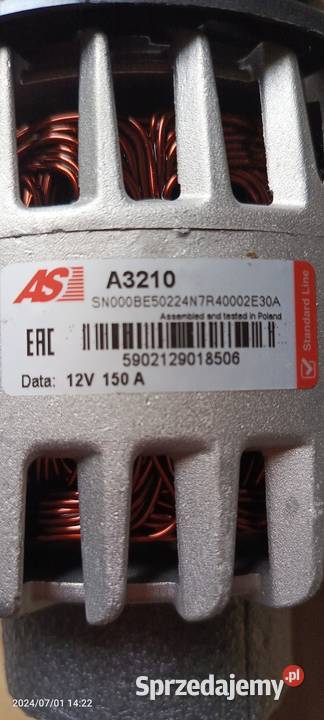 AS
A3210
SN000BE50224N7R40002E30A
Assembled and tested in Poland
EAC
5902129018506
Data: 12V 150 A
Standard Line
2024/07/01 14:22
Sprzedajemy.pl